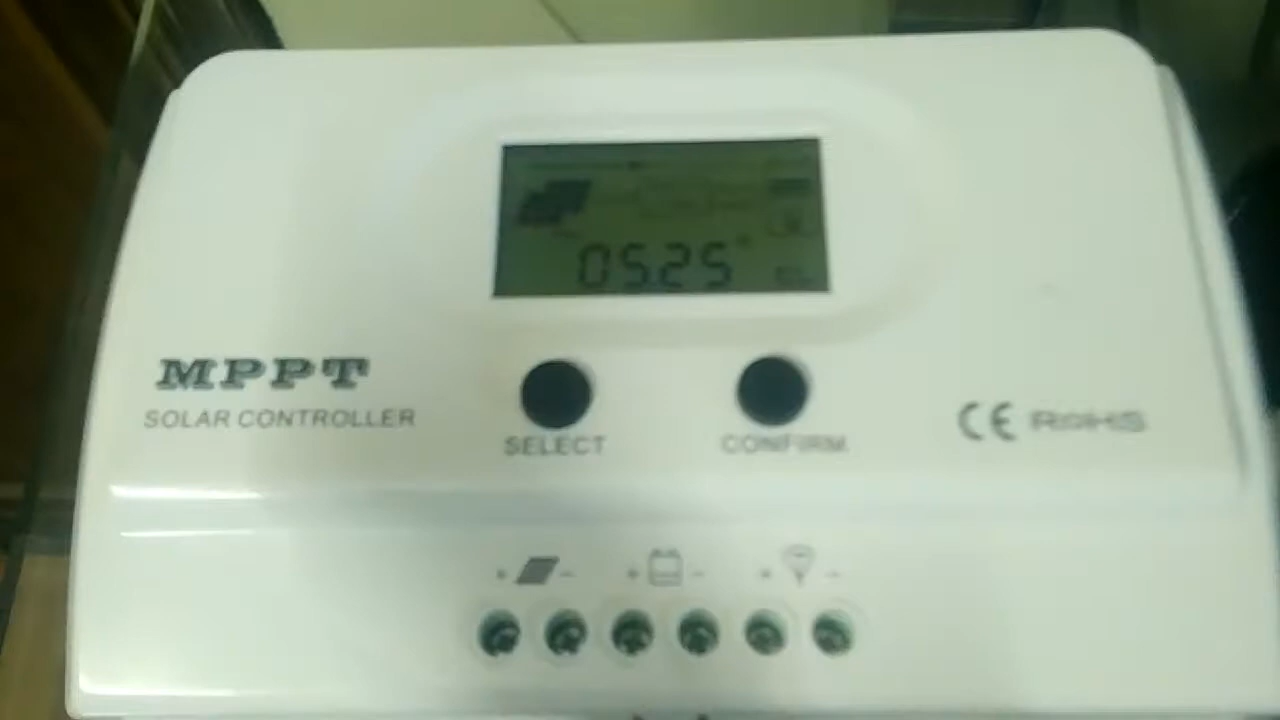 0525
MPPT
SOLAR CONTROLLER
SELECT
CONFIRM
CE RoHS
+ - + - + -